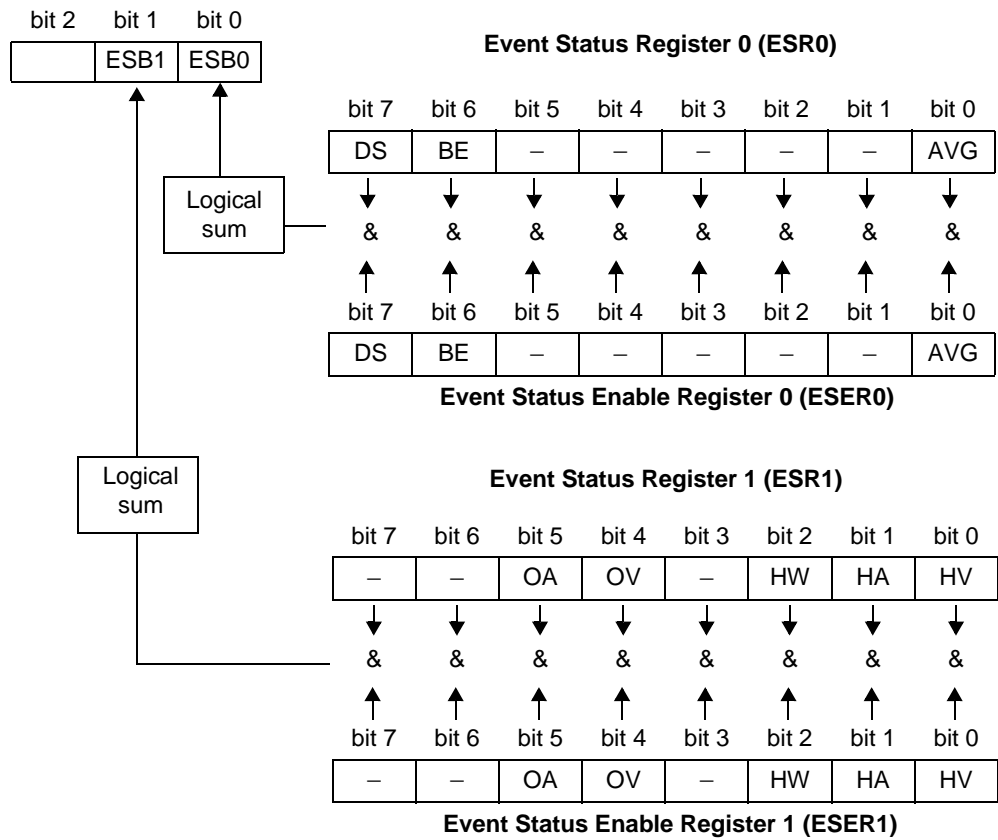 bit 2 bit 1 bit 0
ESB1 ESB0
Event Status Register 0 (ESR0)
bit 7 bit 6 bit 5 bit 4 bit 3 bit 2 bit 1 bit 0
DS BE – – – – – AVG
Logical
sum
& & & & & & & &
bit 7 bit 6 bit 5 bit 4 bit 3 bit 2 bit 1 bit 0
DS BE – – – – – AVG
Event Status Enable Register 0 (ESER0)
Logical
sum
Event Status Register 1 (ESR1)
bit 7 bit 6 bit 5 bit 4 bit 3 bit 2 bit 1 bit 0
– – OA OV – HW HA HV
& & & & & & & &
bit 7 bit 6 bit 5 bit 4 bit 3 bit 2 bit 1 bit 0
– – OA OV – HW HA HV
Event Status Enable Register 1 (ESER1)